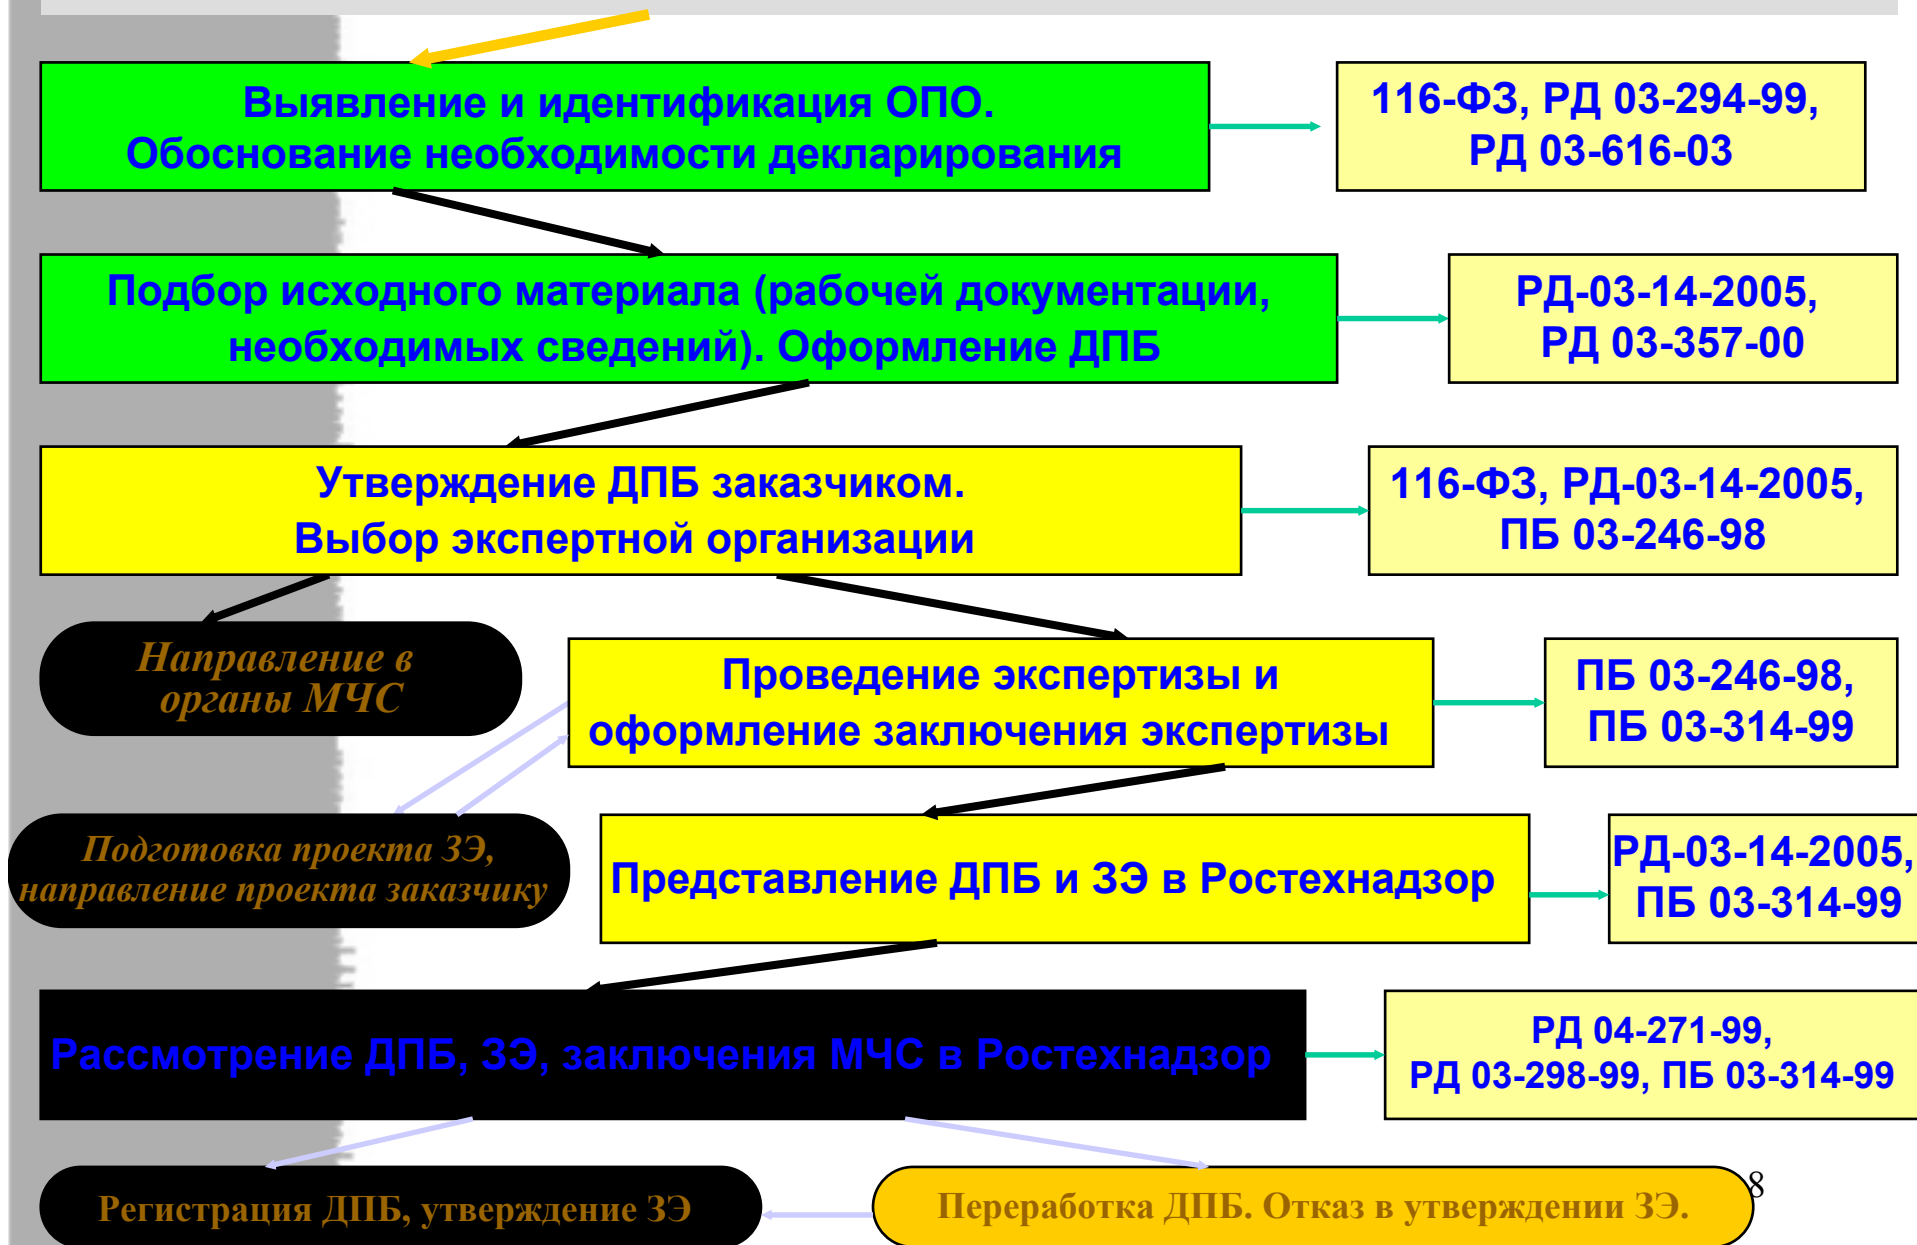 Выявление и идентификация ОПО.
Обоснование необходимости декларирования
116-ФЗ, РД 03-294-99,
РД 03-616-03
Подбор исходного материала (рабочей документации,
необходимых сведений). Оформление ДПБ
РД-03-14-2005,
РД 03-357-00
Утверждение ДПБ заказчиком.
Выбор экспертной организации
116-ФЗ, РД-03-14-2005,
ПБ 03-246-98
Направление в
органы МЧС
Проведение экспертизы и
оформление заключения экспертизы
ПБ 03-246-98,
ПБ 03-314-99
Подготовка проекта ЗЭ,
направление проекта заказчику
Представление ДПБ и ЗЭ в Ростехнадзор
РД-03-14-2005,
ПБ 03-314-99
Рассмотрение ДПБ, ЗЭ, заключения МЧС в Ростехнадзор
РД 04-271-99,
РД 03-298-99, ПБ 03-314-99
Регистрация ДПБ, утверждение ЗЭ
Переработка ДПБ. Отказ в утверждении ЗЭ.
8